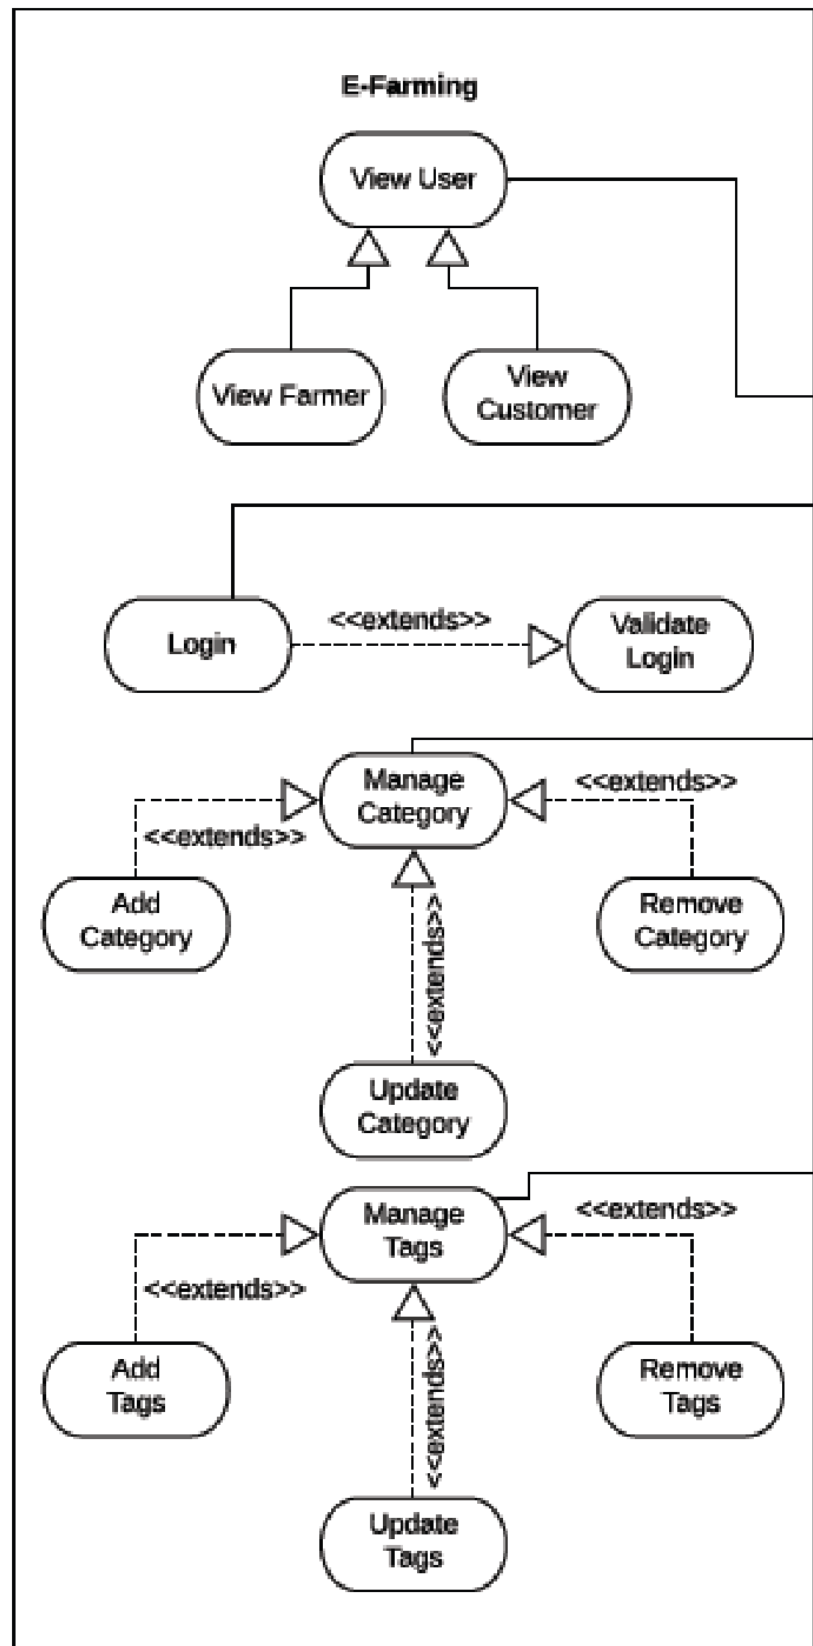 E-Farming
View User
View Farmer
View
Customer
<<extends>>
Login
Validate
Login
Manage
Category
<<extends>>
<<extends>>
Add
Category
<<extends>>
Remove
Category
Update
Category
Manage
Tags
<<extends>>
<<extends>>
Add
Tags
<<extends>>
Remove
Tags
Update
Tags